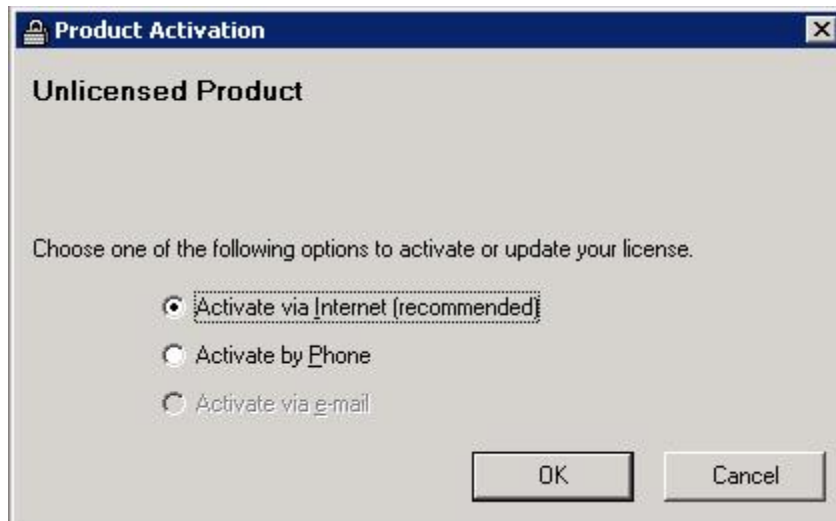 Product Activation
Unlicensed Product
Choose one of the following options to activate or update your license.
Activate via Internet (recommended)
Activate by Phone
Activate via e-mail
OK Cancel